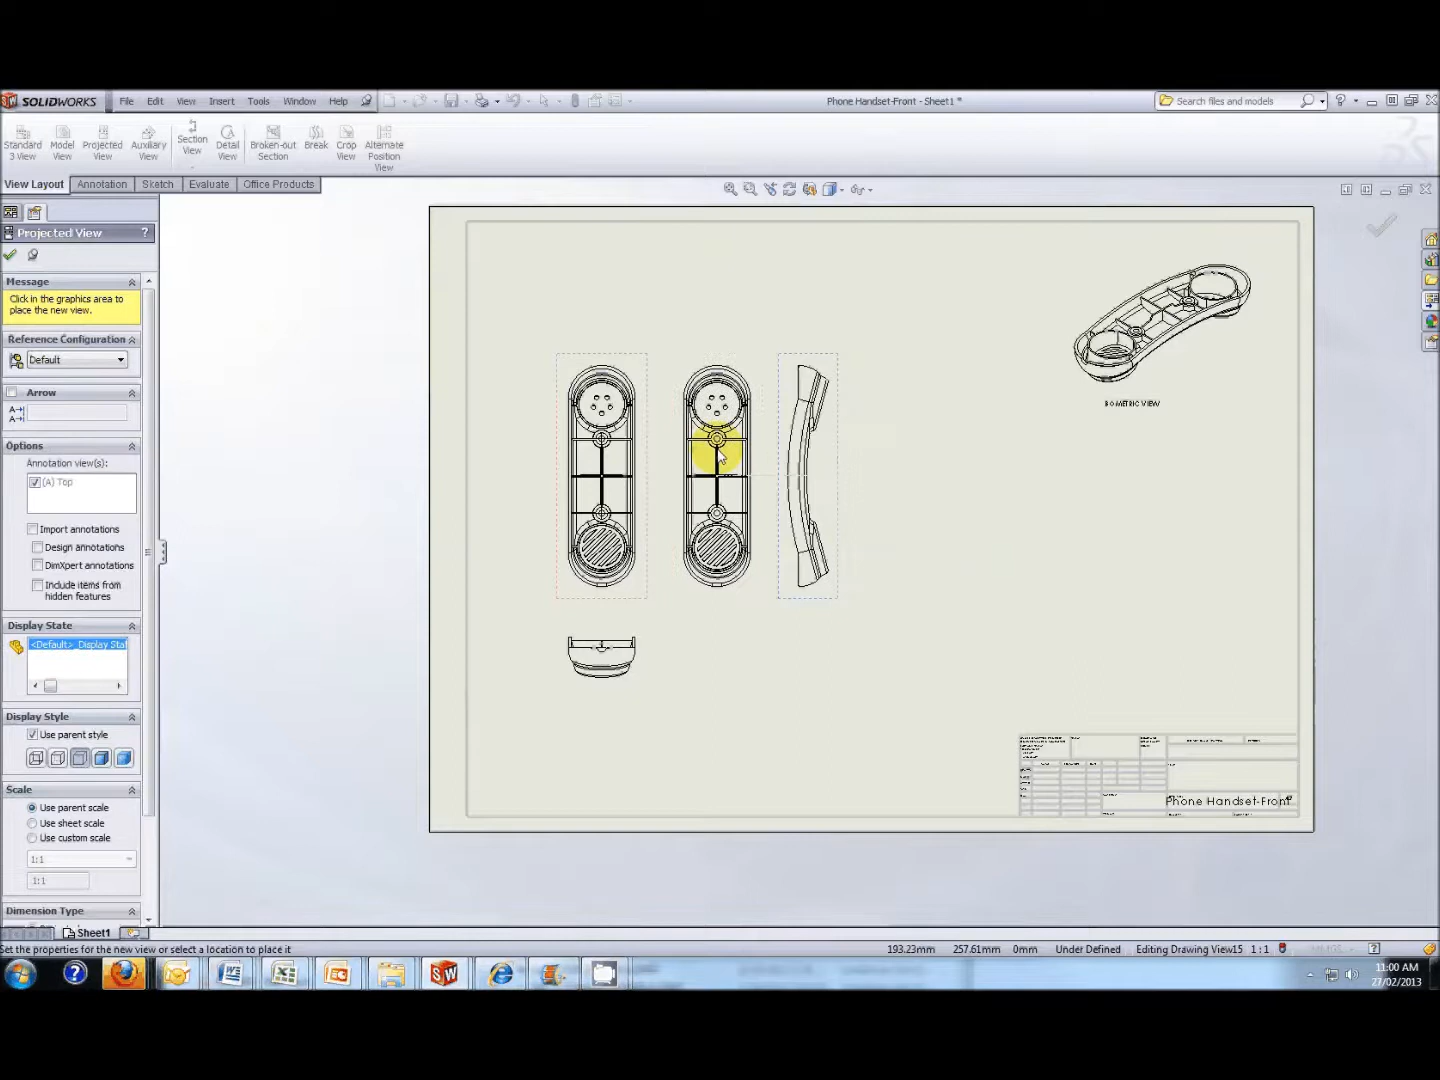 SOLIDWORKS File Edit View Insert Tools Window Help
Phone Handset-Front - Sheet1 *
Search files and models
Standard 3 View
Model View
Projected View
Auxiliary View
Section View
Detail View
Broken-out Section
Break
Crop View
Alternate Position View
View Layout Annotation Sketch Evaluate Office Products
Projected View ?
Message
Click in the graphics area to
place the new view.
Reference Configuration
Default
Arrow
Options
Annotation view(s):
(A) Top
Import annotations
Design annotations
DimXpert annotations
Include items from
hidden features
Display State
<Default>_Display Stat
Display Style
Use parent style
Scale
Use parent scale
Use sheet scale
Use custom scale
1:1
1:1
Dimension Type
Sheet1
ISOMETRIC VIEW
Phone Handset-Front
Set the properties for the new view or select a location to place it
193.23mm 257.61mm 0mm Under Defined Editing Drawing View15 1 : 1
11:00 AM
27/02/2013